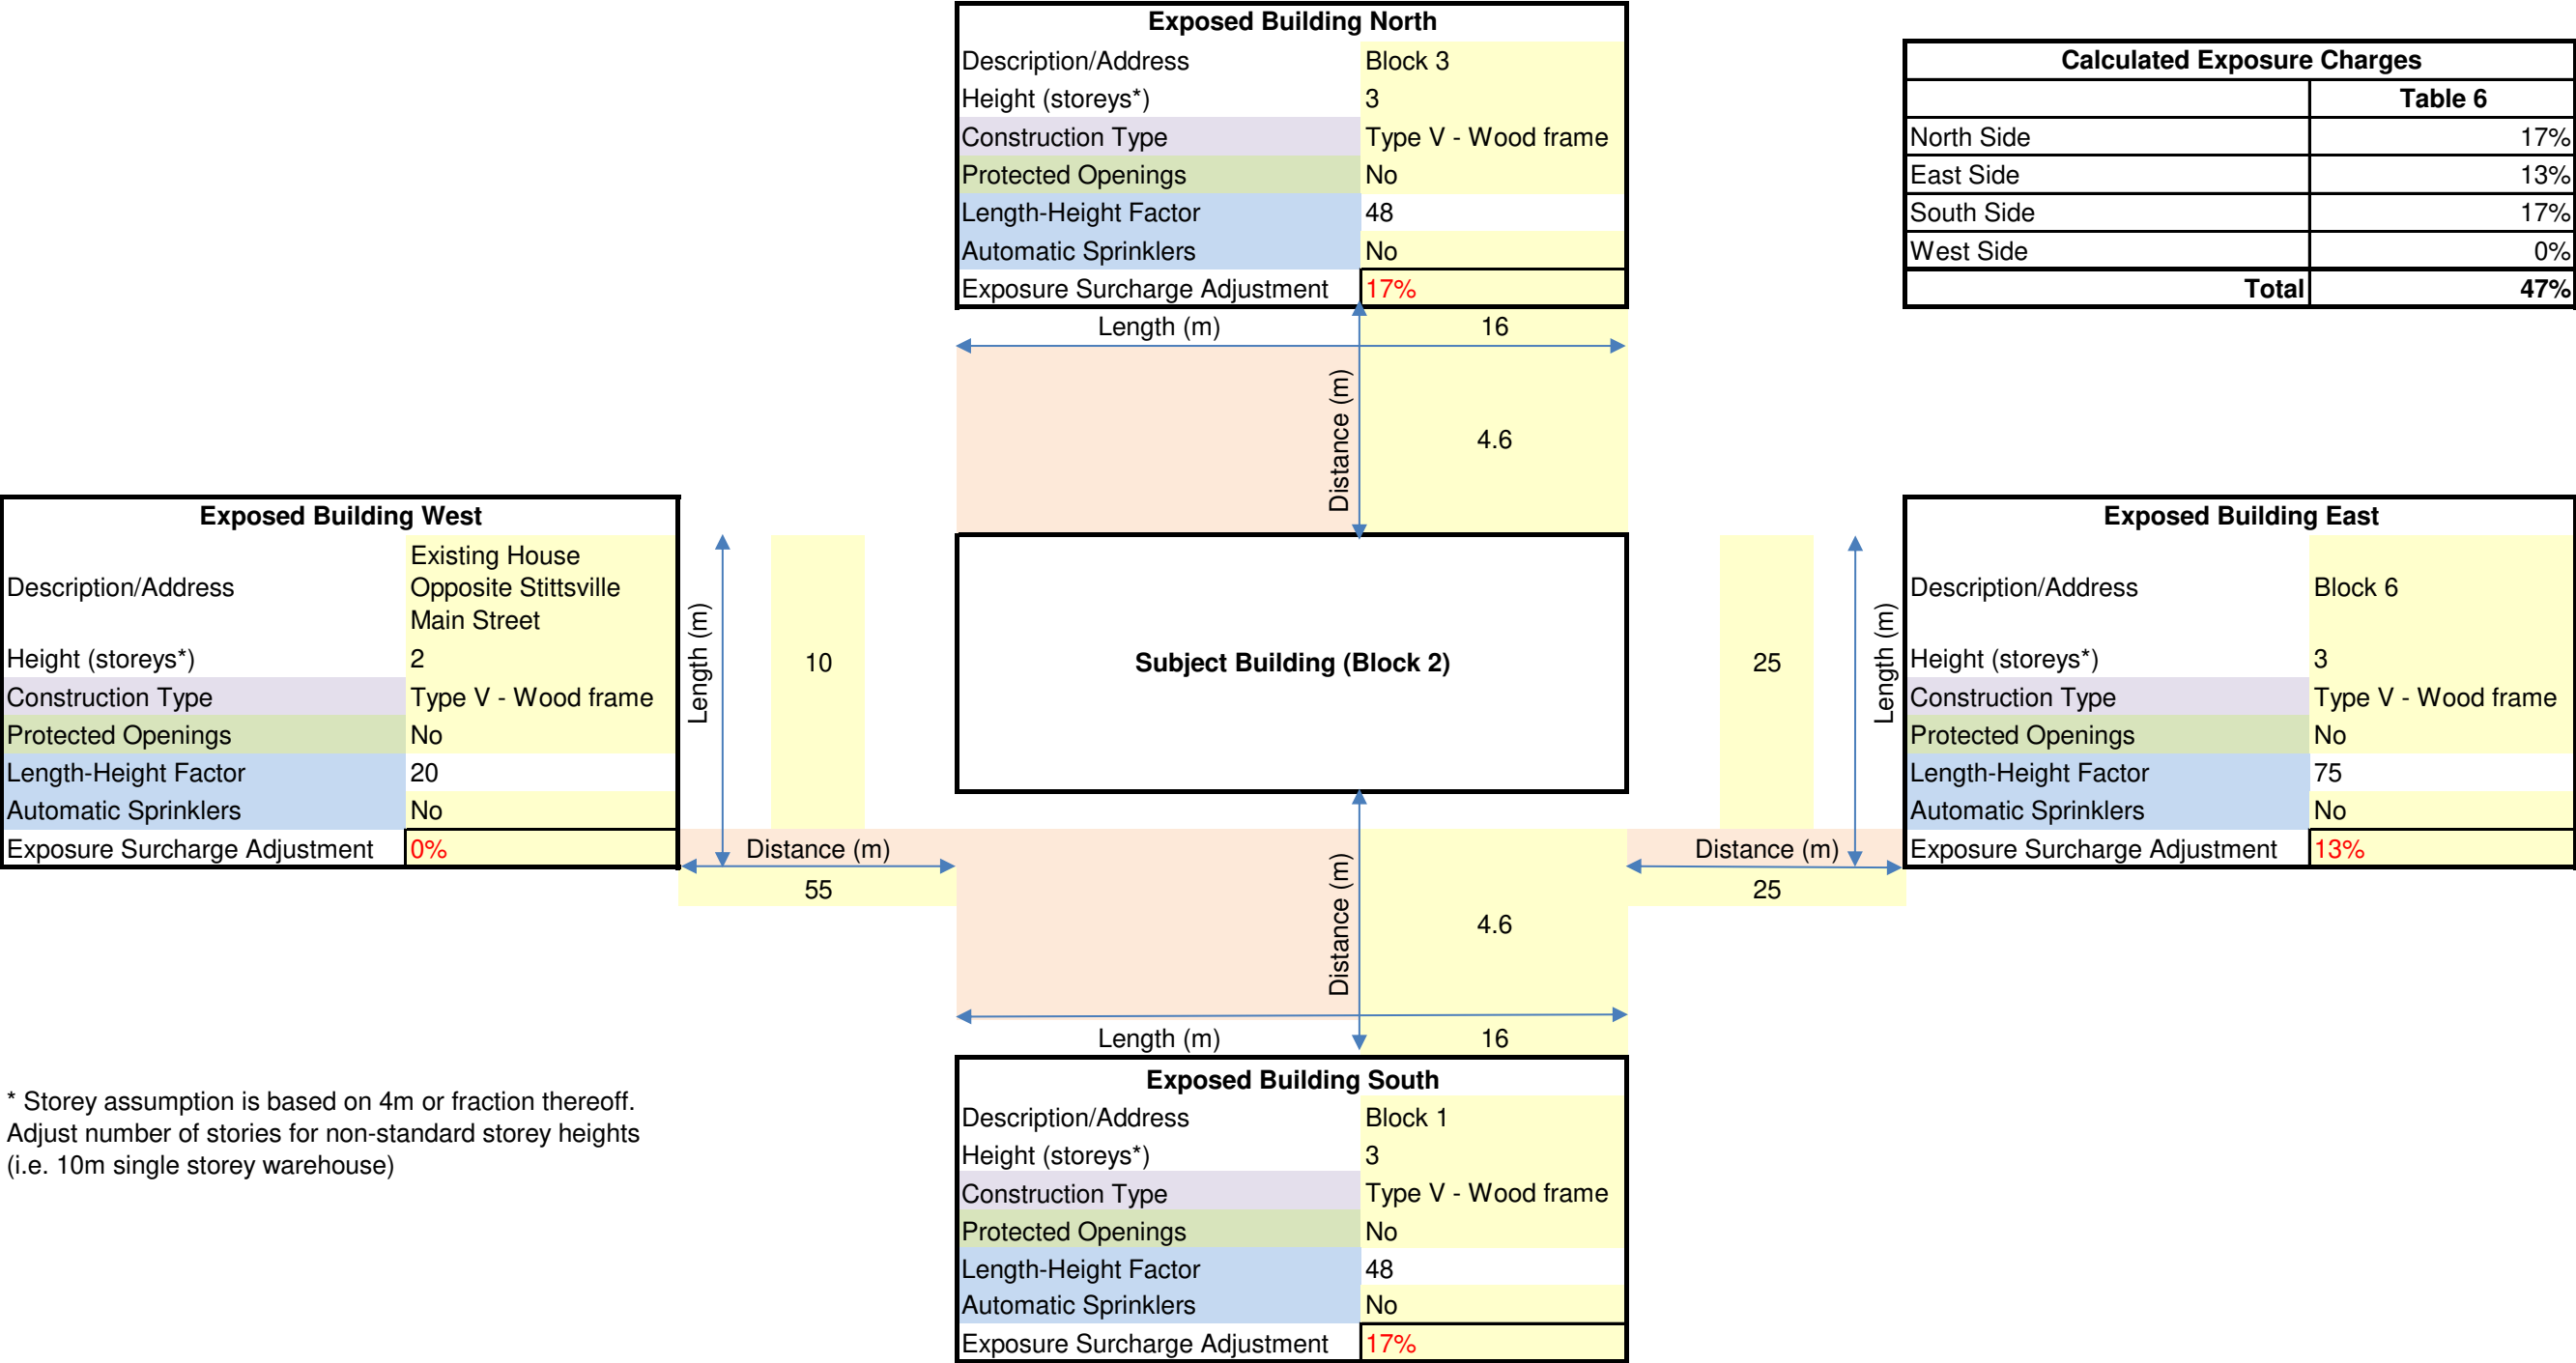 Exposed Building North
Description/Address Block 3
Height (storeys*) 3
Construction Type Type V - Wood frame
Protected Openings No
Length-Height Factor 48
Automatic Sprinklers No
Exposure Surcharge Adjustment 17%
Length (m) 16
Distance (m) 4.6
Calculated Exposure Charges
Table 6
North Side 17%
East Side 13%
South Side 17%
West Side 0%
Total 47%
Exposed Building West
Description/Address Existing House
Opposite Stittsville
Main Street
Height (storeys*) 2
Construction Type Type V - Wood frame
Protected Openings No
Length-Height Factor 20
Automatic Sprinklers No
Exposure Surcharge Adjustment 0%
Length (m) 10
Distance (m)
55
Subject Building (Block 2)
25 Length (m)
Distance (m)
25
Exposed Building East
Description/Address Block 6
Height (storeys*) 3
Construction Type Type V - Wood frame
Protected Openings No
Length-Height Factor 75
Automatic Sprinklers No
Exposure Surcharge Adjustment 13%
Distance (m) 4.6
Length (m) 16
Exposed Building South
Description/Address Block 1
Height (storeys*) 3
Construction Type Type V - Wood frame
Protected Openings No
Length-Height Factor 48
Automatic Sprinklers No
Exposure Surcharge Adjustment 17%
* Storey assumption is based on 4m or fraction thereoff.
Adjust number of stories for non-standard storey heights
(i.e. 10m single storey warehouse)